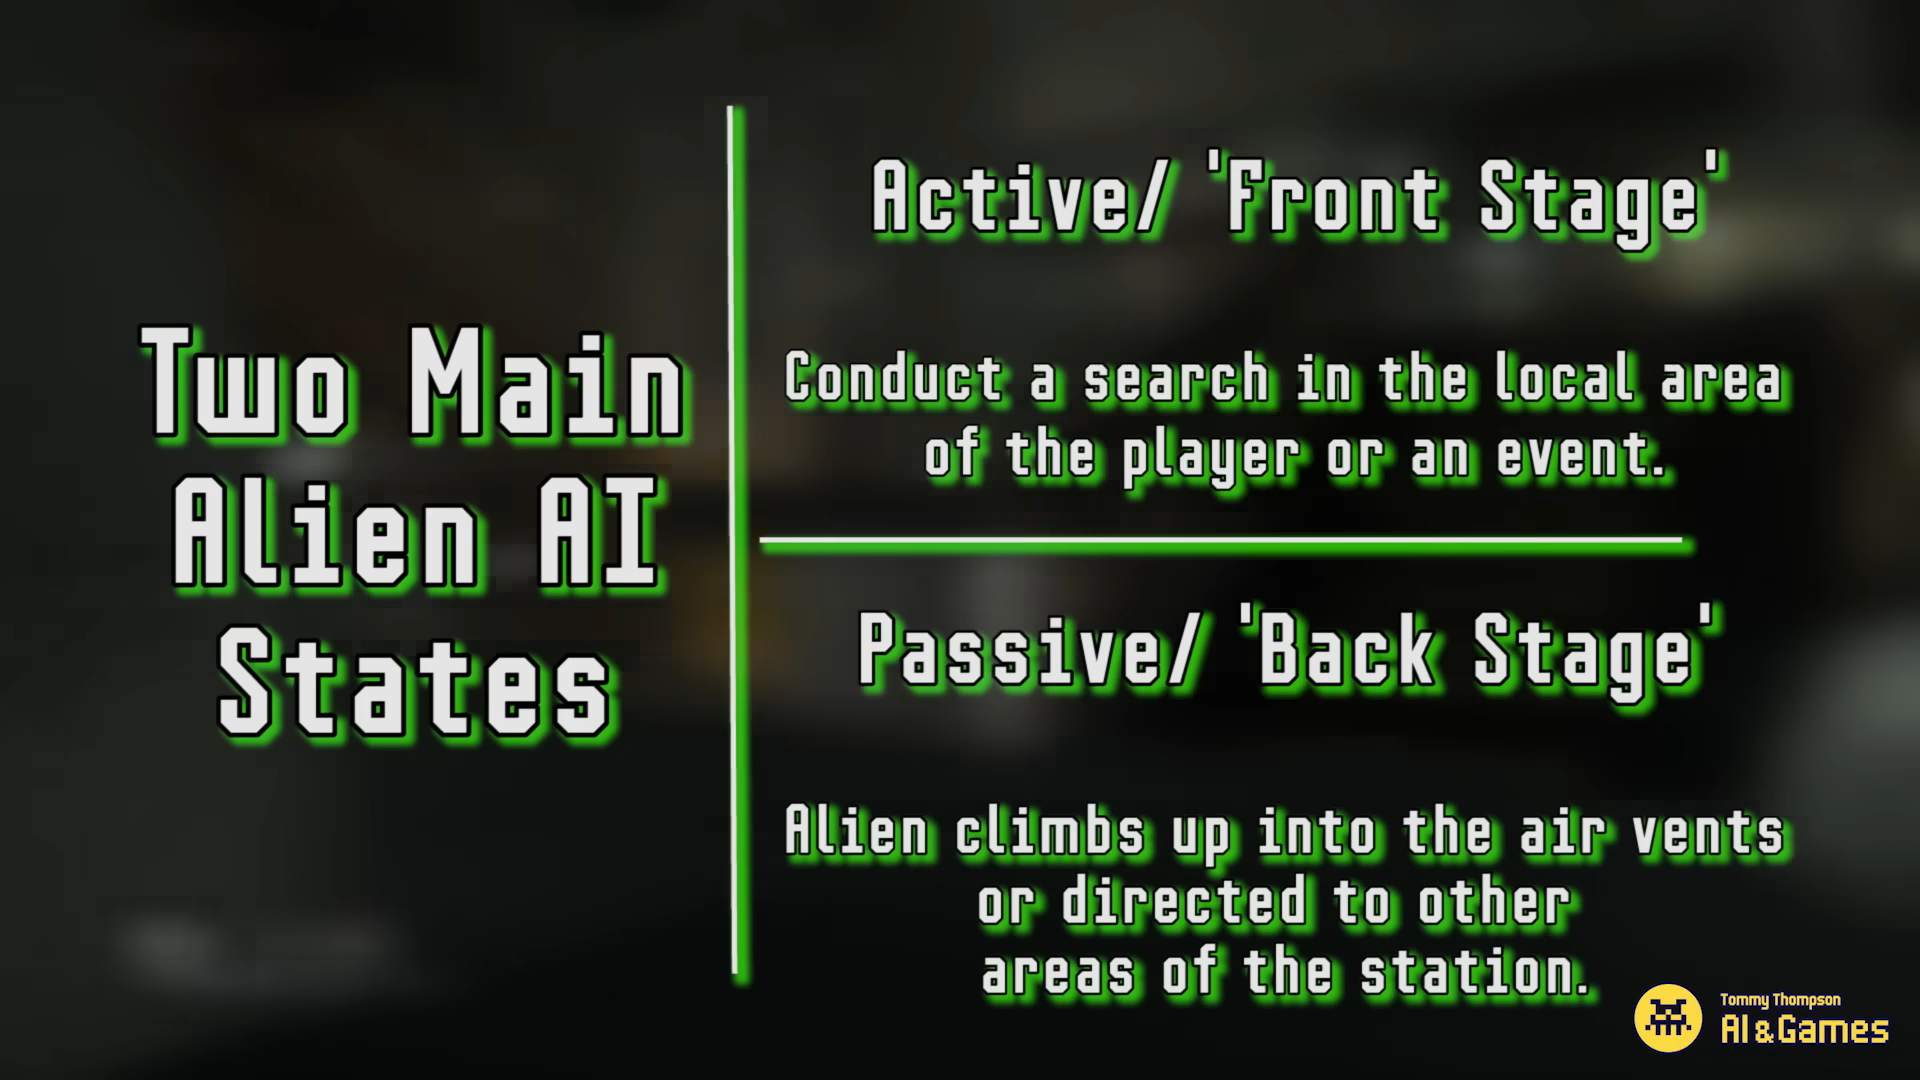 Two Main
Alien AI
States
Active/ 'Front Stage'
Conduct a search in the local area
of the player or an event.
Passive/ 'Back Stage'
Alien climbs up into the air vents
or directed to other
areas of the station.
Tommy Thompson
AI & Games